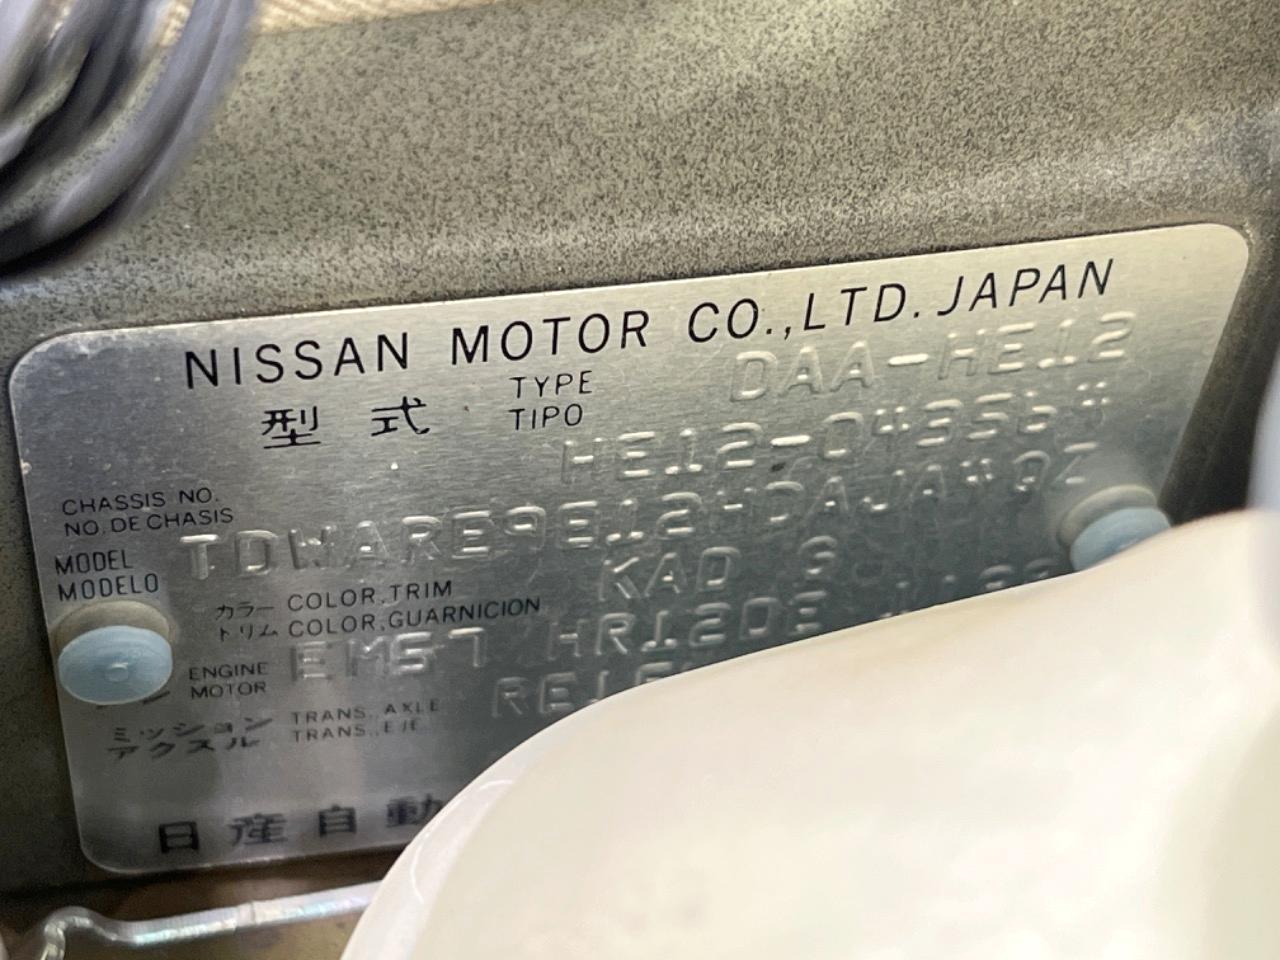 NISSAN MOTOR CO.,LTD. JAPAN
型式 TYPE DAA-HE12
TIPO
CHASSIS NO. HE12-043564
NO. DE CHASIS
MODEL TDWARE9E12HDAJAWQZ
MODELO
カラー COLOR,TRIM KAD G
トリム COLOR,GUARNICION
ENGINE EM57 HR12DE
MOTOR
ミッション TRANS.,AXLE
アクスル TRANS.,EJE
日産自動